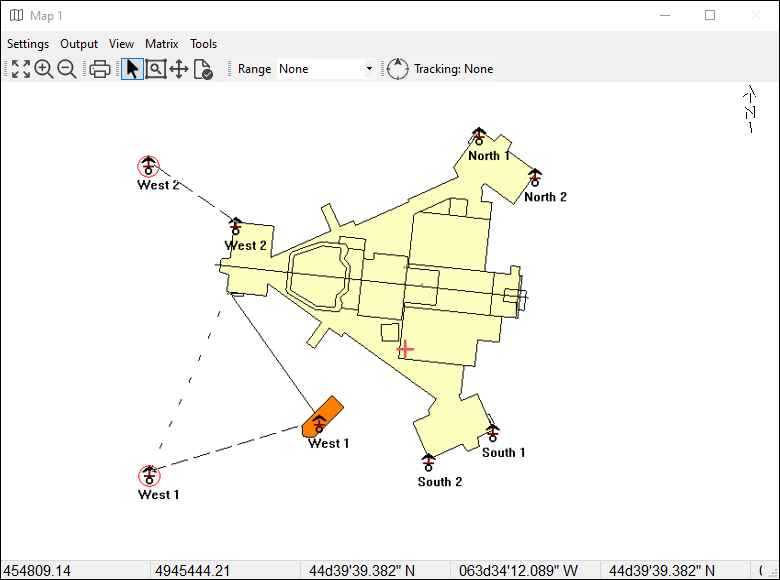 Map 1
Settings Output View Matrix Tools
Range None Tracking: None
N
North 1
West 2
North 2
West 2
West 1
South 1
South 2
West 1
454809.14 4945444.21 44d39'39.382" N 063d34'12.089" W 44d39'39.382" N